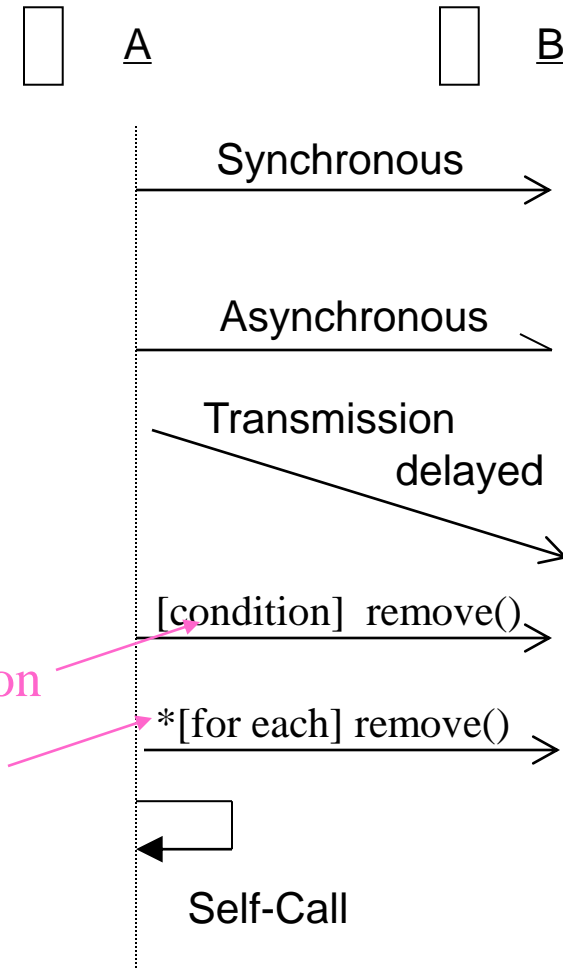 A
B
Synchronous
Asynchronous
Transmission
delayed
[condition] remove()
on
*[for each] remove()
Self-Call